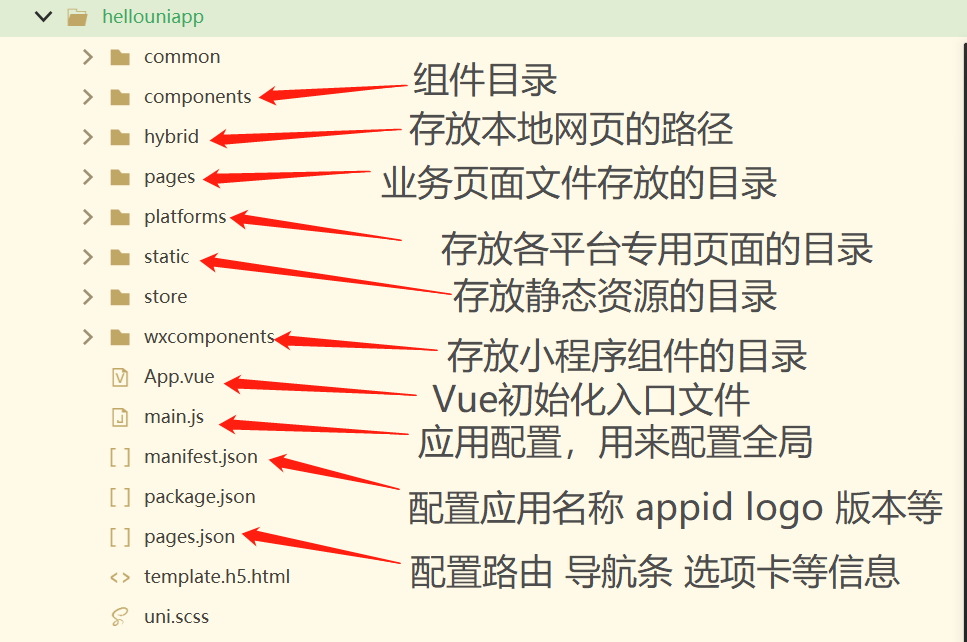 hellouniapp
common
components 组件目录
hybrid 存放本地网页的路径
pages 业务页面文件存放的目录
platforms 存放各平台专用页面的目录
static 存放静态资源的目录
store
wxcomponents 存放小程序组件的目录
App.vue Vue初始化入口文件
main.js 应用配置，用来配置全局
manifest.json 配置应用名称 appid logo 版本等
package.json
pages.json 配置路由 导航条 选项卡等信息
template.h5.html
uni.scss